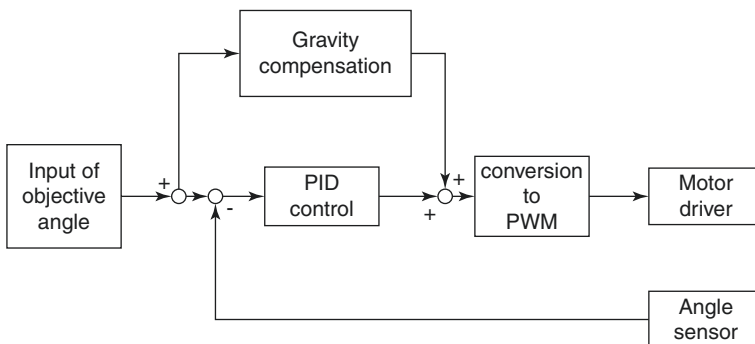 Gravity
compensation
Input of
objective
angle
+
-
PID
control
+
+
conversion
to
PWM
Motor
driver
Angle
sensor